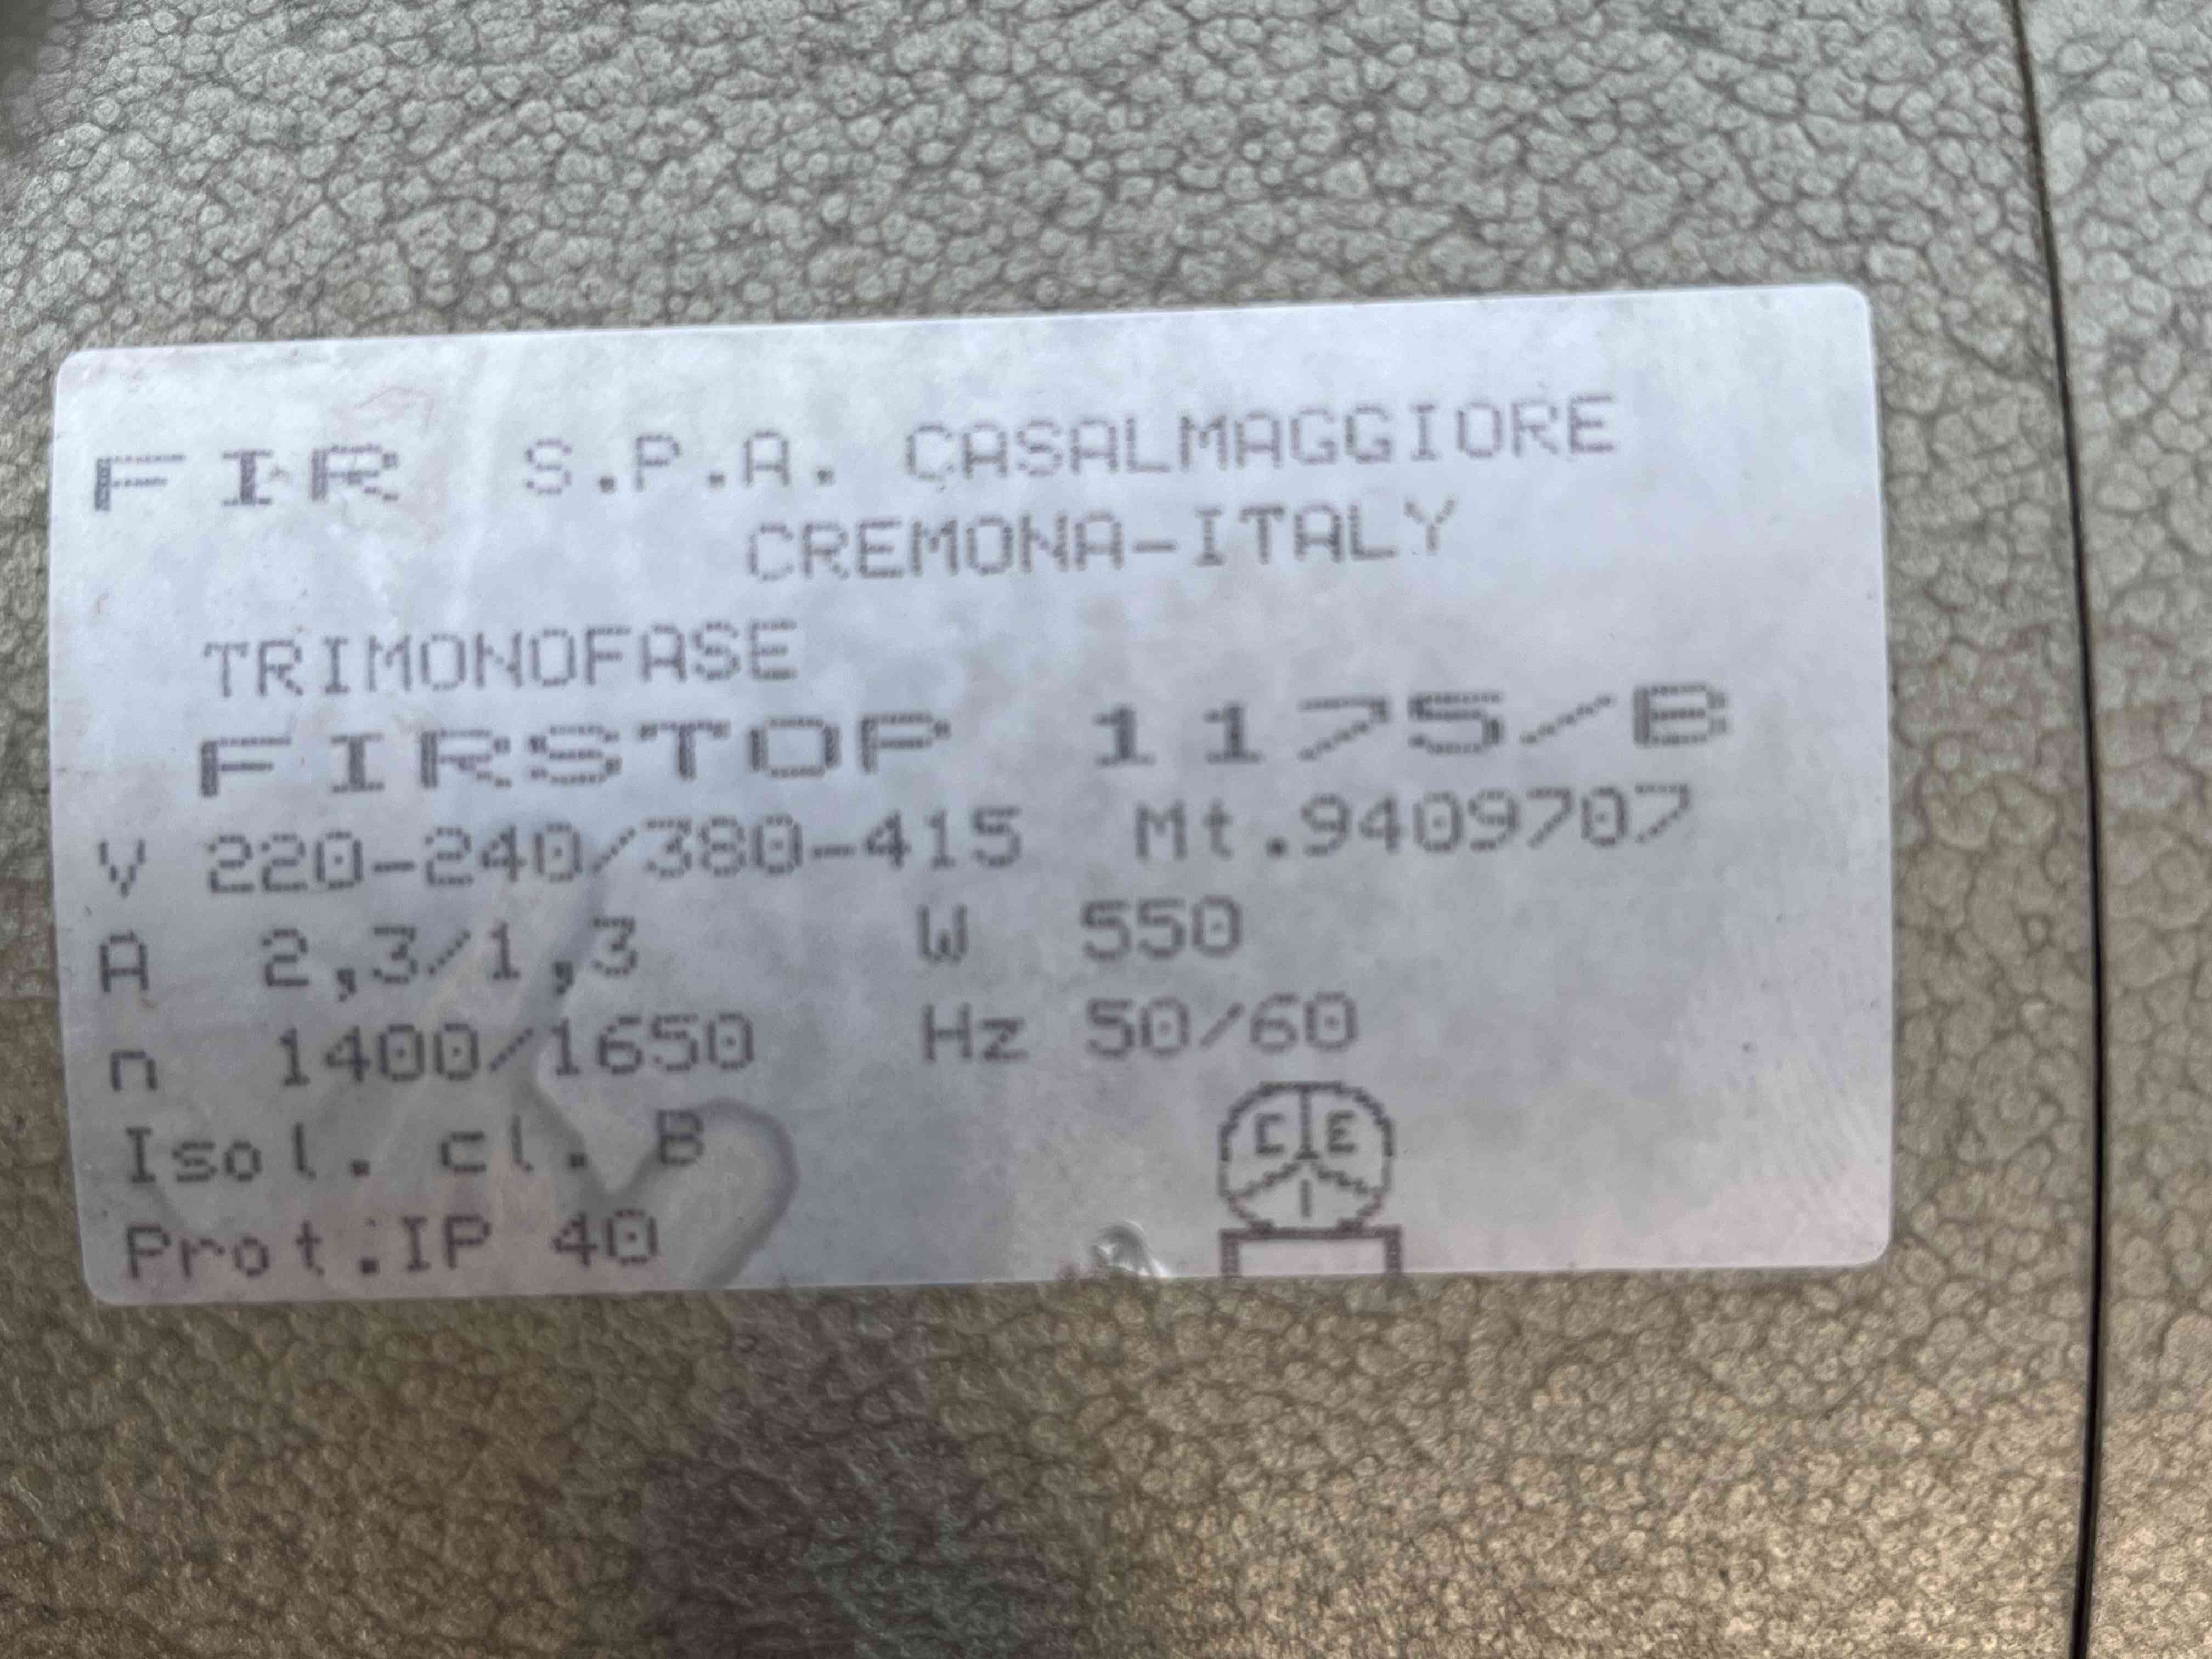 FIR S.P.A. CASALMAGGIORE
CREMONA-ITALY
TRIMONOFASE
FIRSTOP 1175/B
V 220-240/380-415 Mt.9409707
A 2,3/1,3 W 550
n 1400/1650 Hz 50/60
Isol. cl. B
Prot.:IP 40
C E I